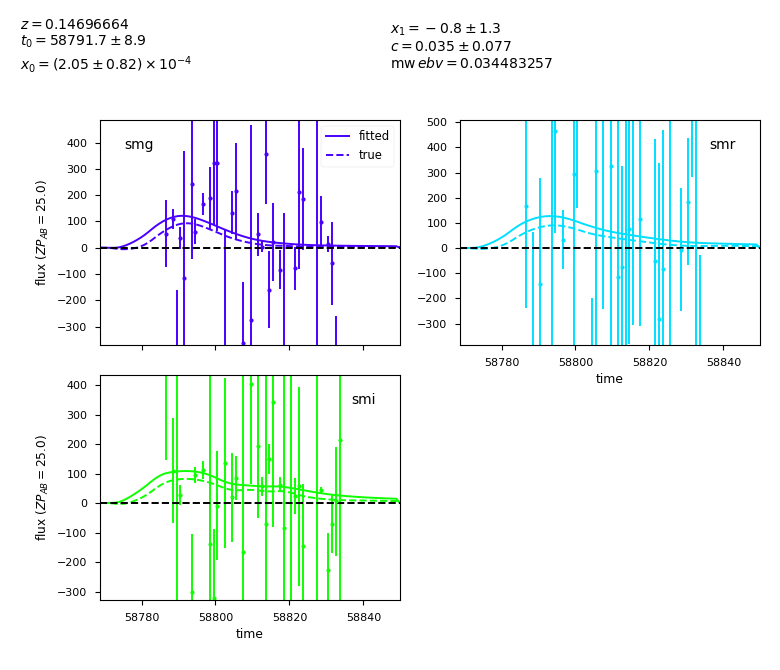 z = 0.14696664
t₀ = 58791.7 ± 8.9
x₀ = (2.05 ± 0.82) × 10⁻⁴
x₁ = −0.8 ± 1.3
c = 0.035 ± 0.077
mw ebv = 0.034483257
smg
fitted
true
400
300
200
100
0
−100
−200
−300
flux (ZP_AB = 25.0)
smr
500
400
300
200
100
0
−100
−200
−300
58780 58800 58820 58840
time
smi
400
300
200
100
0
−100
−200
−300
flux (ZP_AB = 25.0)
58780 58800 58820 58840
time